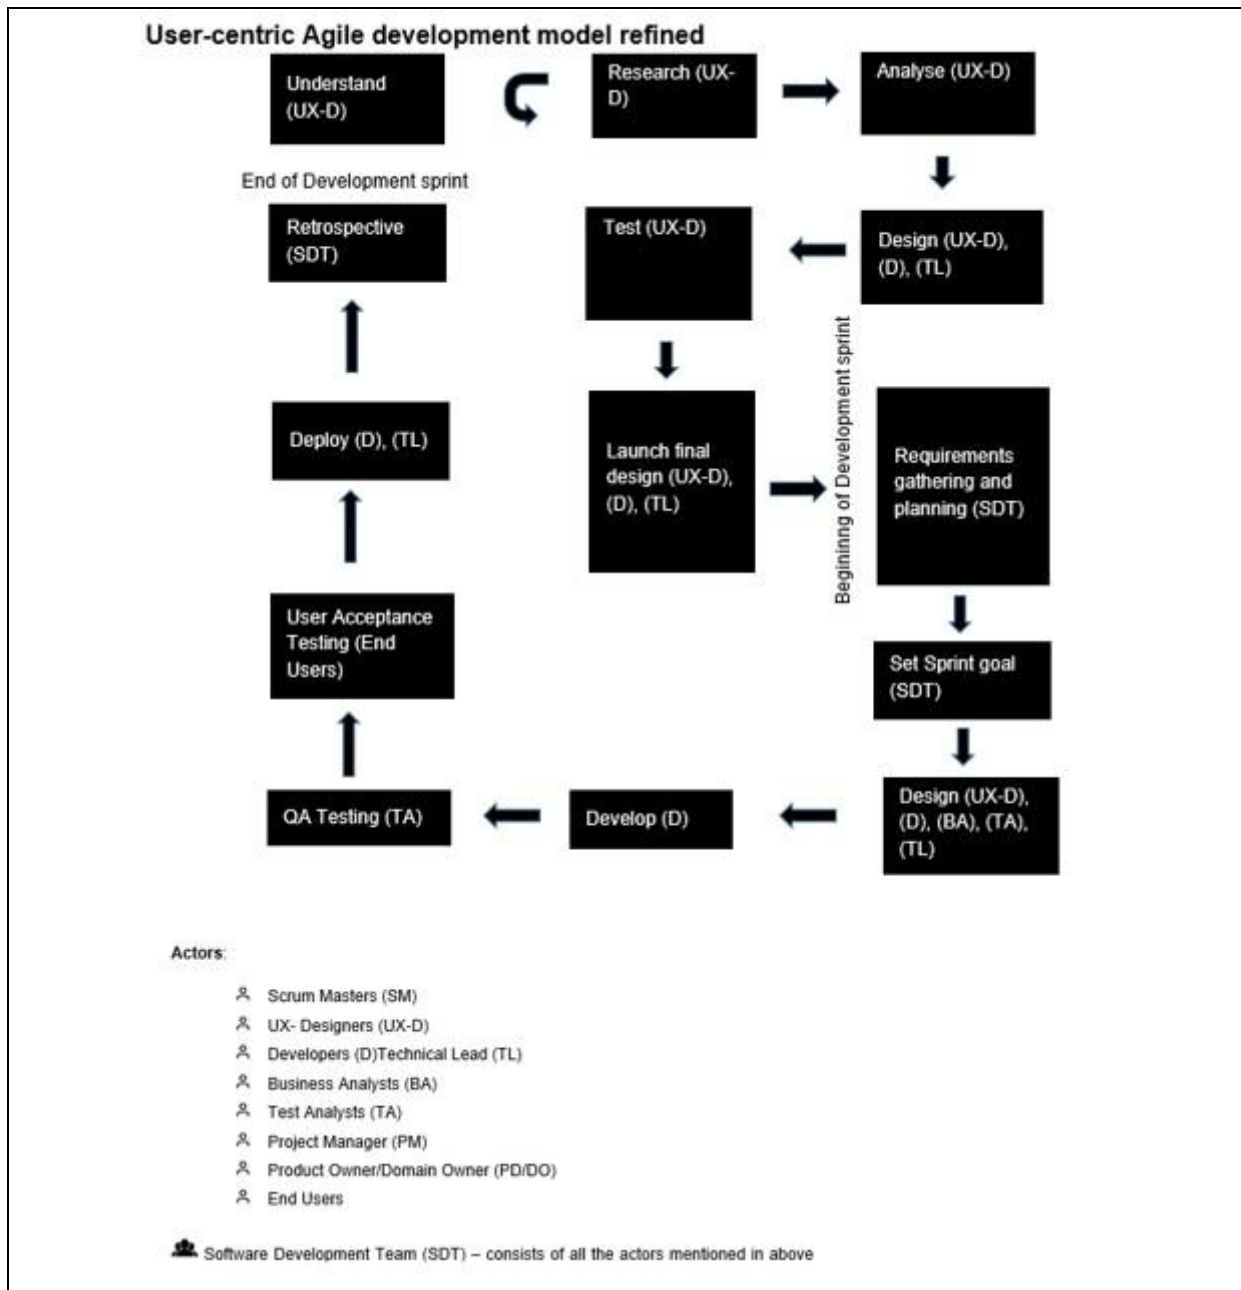 User-centric Agile development model refined
Understand
(UX-D)
Research (UX-
D)
Analyse (UX-D)
End of Development sprint
Retrospective
(SDT)
Test (UX-D)
Design (UX-D),
(D), (TL)
Deploy (D), (TL)
Launch final
design (UX-D),
(D), (TL)
Begininng of Development sprint
Requirements
gathering and
planning (SDT)
User Acceptance
Testing (End
Users)
Set Sprint goal
(SDT)
QA Testing (TA)
Develop (D)
Design (UX-D),
(D), (BA), (TA),
(TL)
Actors:
Scrum Masters (SM)
UX- Designers (UX-D)
Developers (D)Technical Lead (TL)
Business Analysts (BA)
Test Analysts (TA)
Project Manager (PM)
Product Owner/Domain Owner (PD/DO)
End Users
Software Development Team (SDT) – consists of all the actors mentioned in above